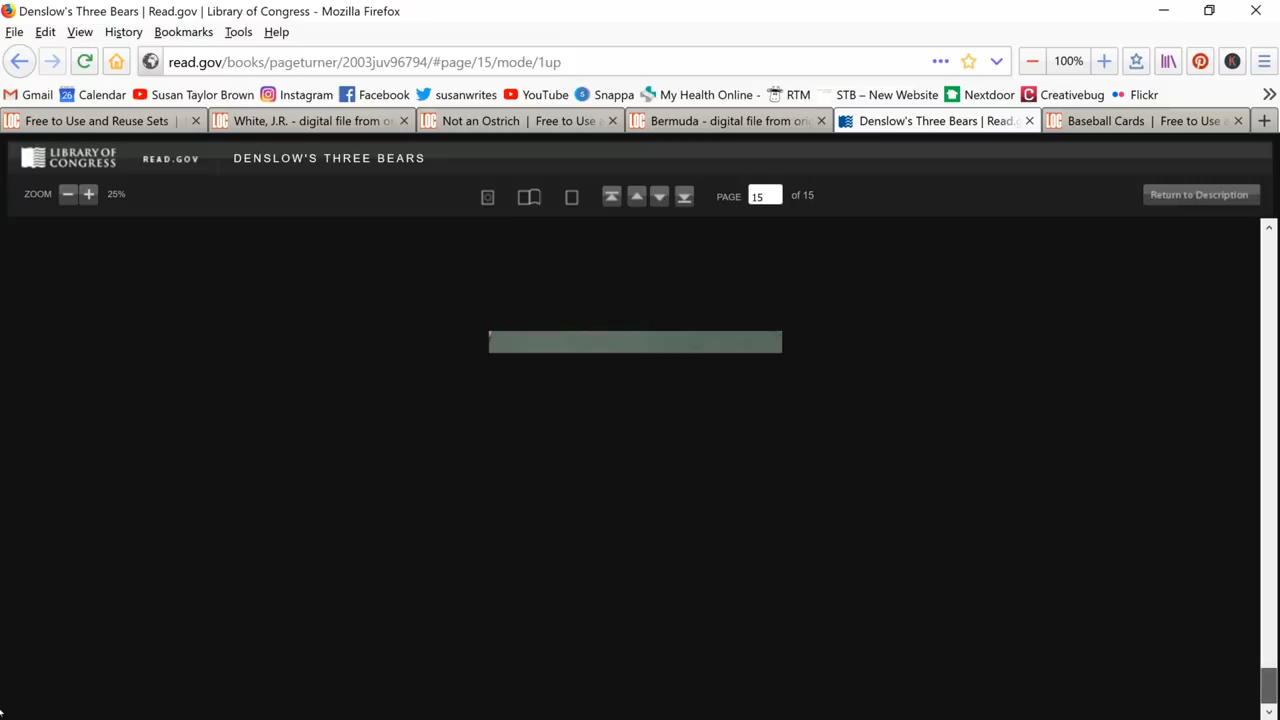 Denslow's Three Bears | Read.gov | Library of Congress - Mozilla Firefox
File Edit View History Bookmarks Tools Help
read.gov/books/pageturner/2003juv96794/#page/15/mode/1up
100%
Gmail Calendar Susan Taylor Brown Instagram Facebook susanwrites YouTube Snappa My Health Online - RTM STB – New Website Nextdoor Creativebug Flickr
Free to Use and Reuse Sets | White, J.R. - digital file from o Not an Ostrich | Free to Use a Bermuda - digital file from ori Denslow's Three Bears | Read. Baseball Cards | Free to Use
LIBRARY OF CONGRESS READ.GOV DENSLOW'S THREE BEARS
ZOOM 25% PAGE 15 of 15 Return to Description